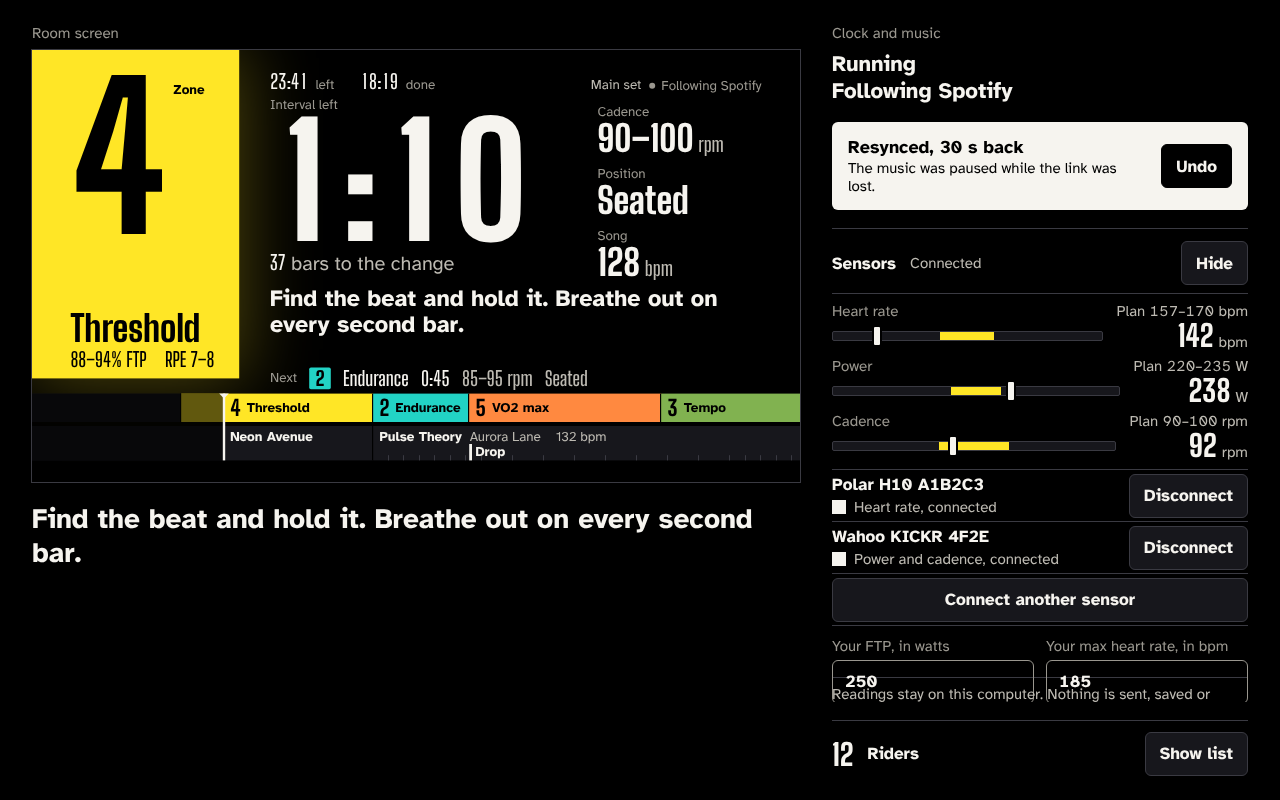 Room screen
4 Zone
Threshold
88–94% FTP RPE 7–8
23:41 left 18:19 done
Interval left
1:10
37 bars to the change
Main set • Following Spotify
Cadence
90–100 rpm
Position
Seated
Song
128 bpm
Find the beat and hold it. Breathe out on
every second bar.
Next 2 Endurance 0:45 85–95 rpm Seated
4 Threshold 2 Endurance 5 VO2 max 3 Tempo
Neon Avenue Pulse Theory Aurora Lane 132 bpm
Drop
Find the beat and hold it. Breathe out on every second
bar.
Clock and music
Running
Following Spotify
Resynced, 30 s back
The music was paused while the link was
lost.
Undo
Sensors Connected Hide
Heart rate Plan 157–170 bpm
142 bpm
Power Plan 220–235 W
238 W
Cadence Plan 90–100 rpm
92 rpm
Polar H10 A1B2C3
Heart rate, connected
Disconnect
Wahoo KICKR 4F2E
Power and cadence, connected
Disconnect
Connect another sensor
Your FTP, in watts Your max heart rate, in bpm
250 185
Readings stay on this computer. Nothing is sent, saved or
12 Riders Show list